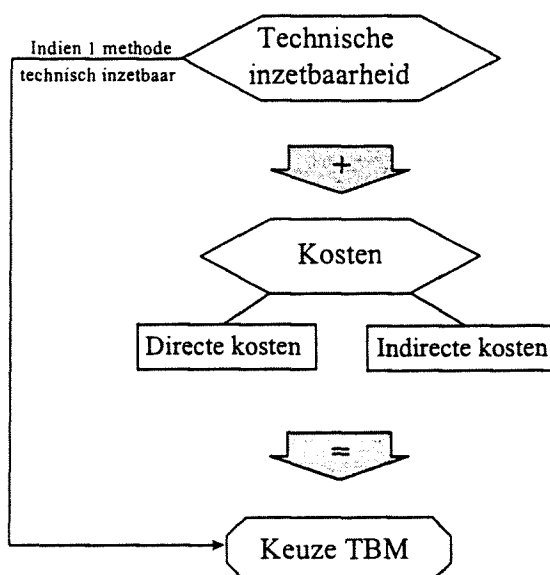 Indien 1 methode
technisch inzetbaar
Technische
inzetbaarheid
+
Kosten
Directe kosten
Indirecte kosten
=
Keuze TBM